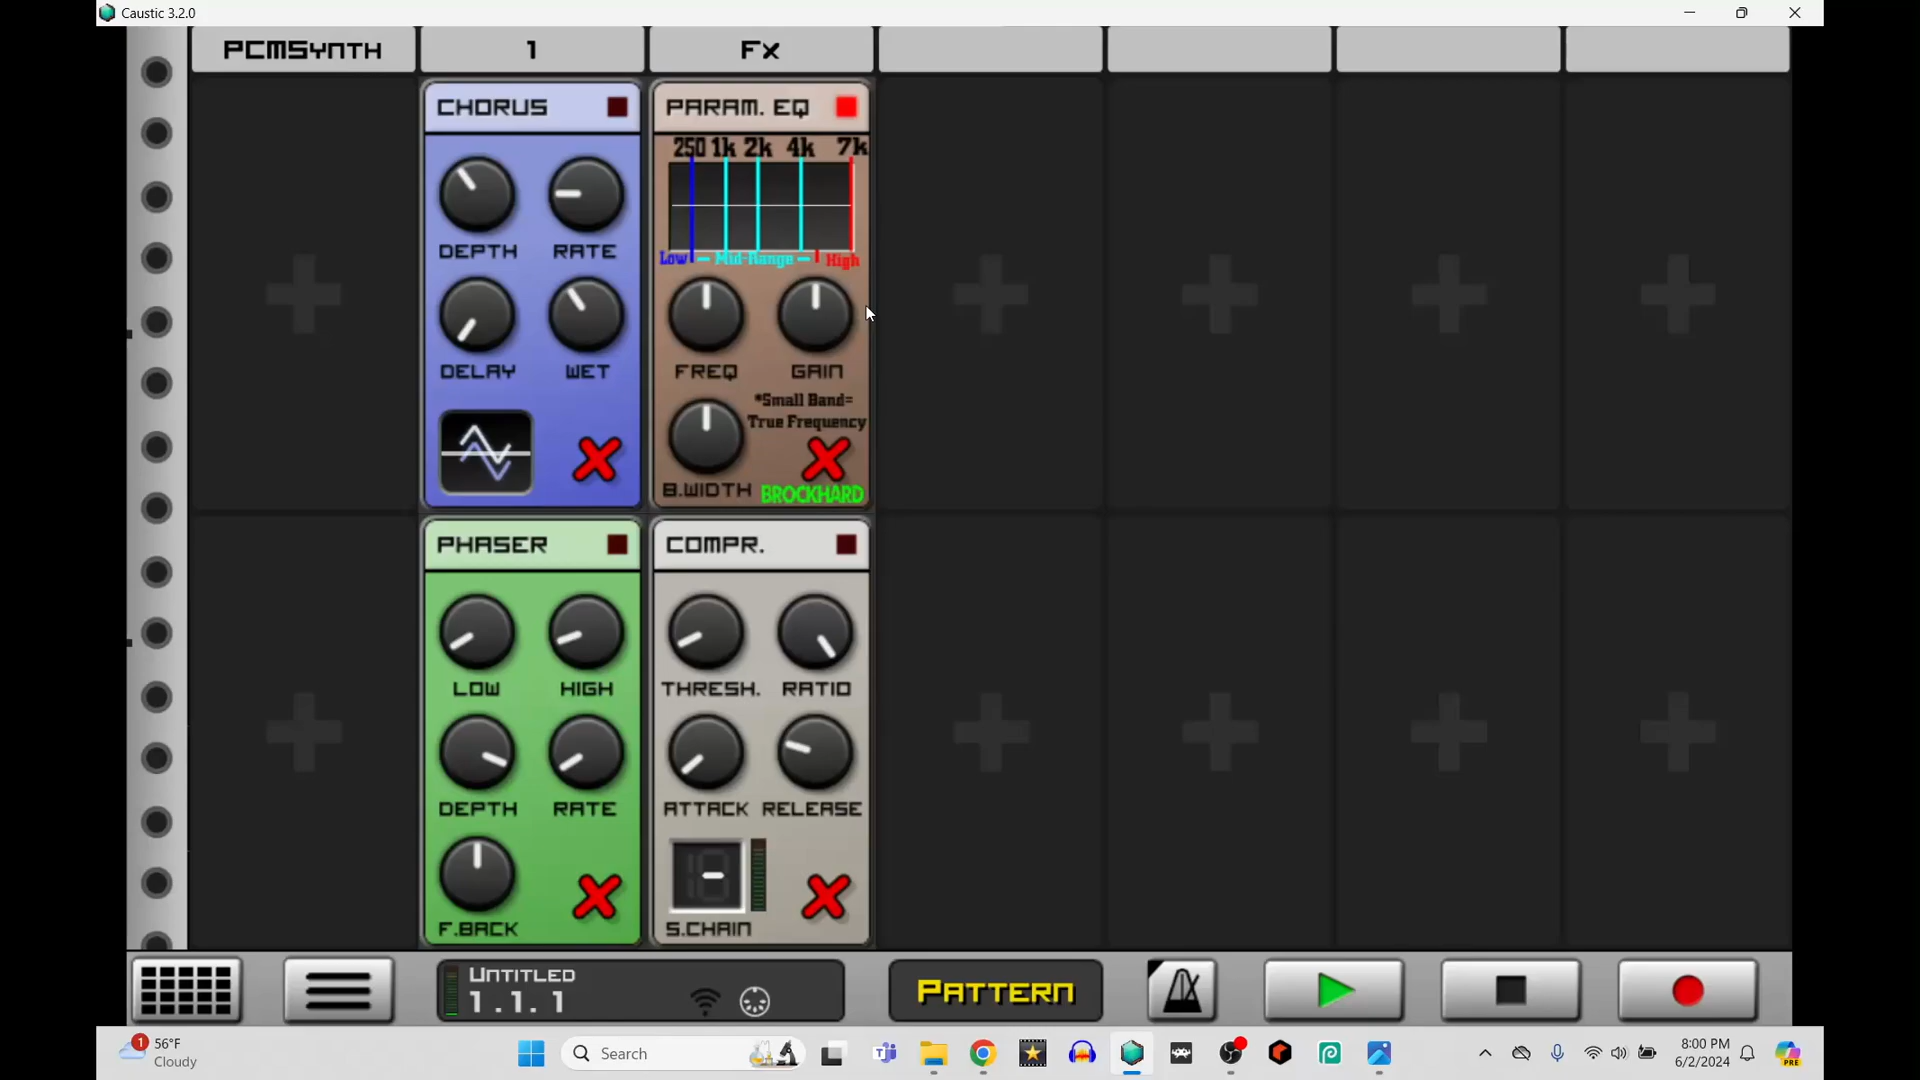 Caustic 3.2.0
PCMSynth
1
Fx
CHORUS
DEPTH
RATE
DELAY
WET
PARAM. EQ
250 1k 2k 4k 7k
Low – Mid-Range – High
FREQ
GAIN
*Small Band=
True Frequency
B.WIDTH
BROCKHARD
PHASER
LOW
HIGH
DEPTH
RATE
F.BACK
COMPR.
THRESH.
RATIO
ATTACK
RELEASE
-
S.CHAIN
Untitled
1.1.1
Pattern
1
56°F
Cloudy
Search
8:00 PM
6/2/2024
PRE